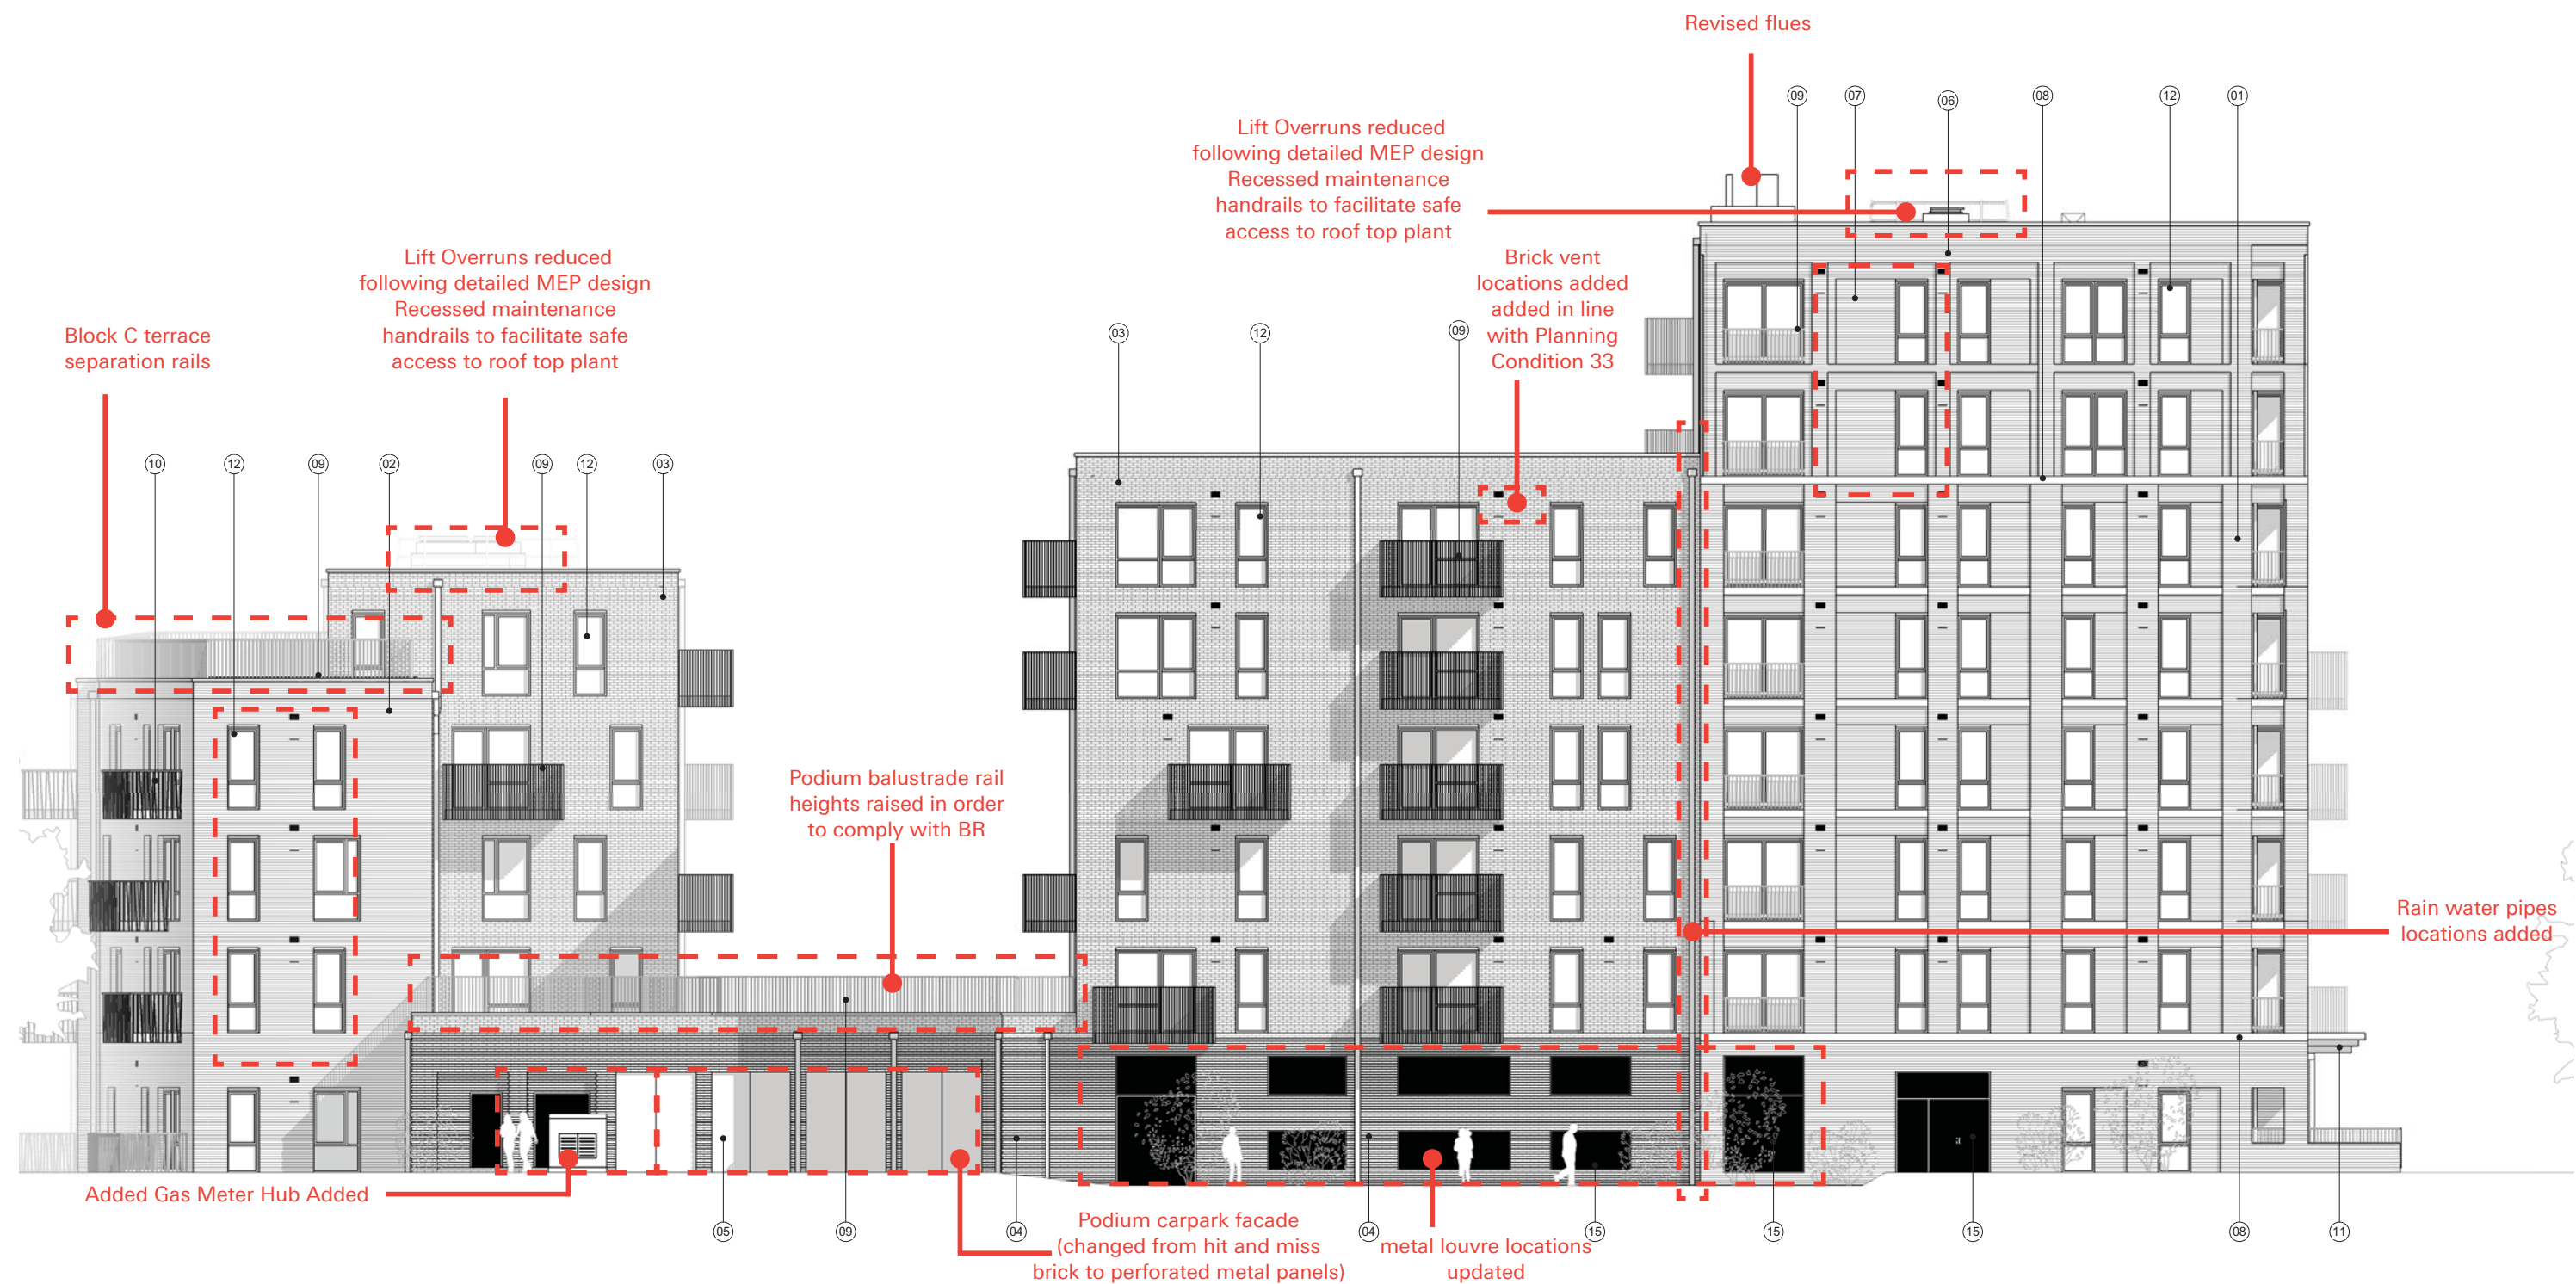 Revised flues
09
07
06
08
12
01
Lift Overruns reduced
following detailed MEP design
Recessed maintenance
handrails to facilitate safe
access to roof top plant
Lift Overruns reduced
following detailed MEP design
Recessed maintenance
handrails to facilitate safe
access to roof top plant
Brick vent
locations added
added in line
with Planning
Condition 33
Block C terrace
separation rails
03
12
09
10
12
09
02
09
12
03
Podium balustrade rail
heights raised in order
to comply with BR
Rain water pipes
locations added
Added Gas Meter Hub Added
05
09
04
Podium carpark facade
(changed from hit and miss
brick to perforated metal panels)
04
metal louvre locations
updated
15
15
15
08
11